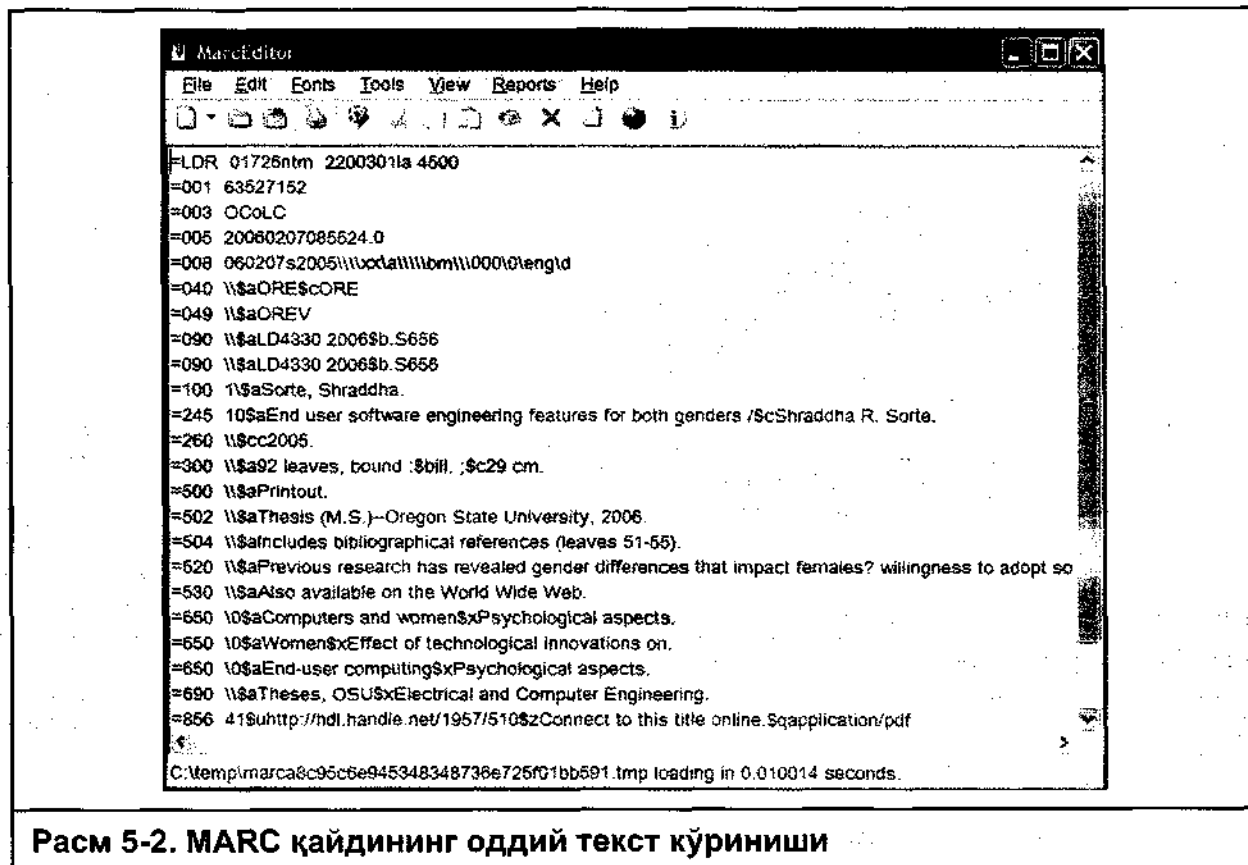 MarcEditor
File Edit Fonts Tools View Reports Help
=LDR 01726ntm 2200301Ia 4500
=001 63527152
=003 OCoLC
=005 20060207085524.0
=008 060207s2005\\\\xx\a\\\\\bm\\\000\0\eng\d
=040 \\$aORE$cORE
=049 \\$aOREV
=090 \\$aLD4330 2006$b.S656
=090 \\$aLD4330 2006$b.S656
=100 1\$aSorte, Shraddha.
=245 10$aEnd user software engineering features for both genders /$cShraddha R. Sorte.
=260 \\$cc2005.
=300 \\$a92 leaves, bound :$bill. ;$c29 cm.
=500 \\$aPrintout.
=502 \\$aThesis (M.S.)--Oregon State University, 2006.
=504 \\$aIncludes bibliographical references (leaves 51-55).
=520 \\$aPrevious research has revealed gender differences that impact females? willingness to adopt so
=530 \\$aAlso available on the World Wide Web.
=650 \0$aComputers and women$xPsychological aspects.
=650 \0$aWomen$xEffect of technological innovations on.
=650 \0$aEnd-user computing$xPsychological aspects.
=690 \\$aTheses, OSU$xElectrical and Computer Engineering.
=856 41$uhttp://hdl.handle.net/1957/510$zConnect to this title online.$qapplication/pdf
C:\temp\marca8c95c6e945348348736e725f01bb591.tmp loading in 0.010014 seconds.
Расм 5-2. MARC қайдининг оддий текст кўриниши